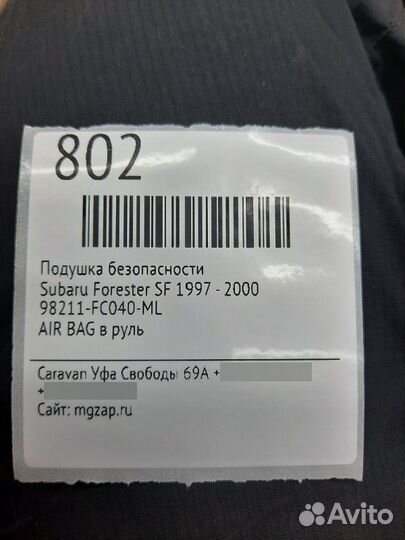 802
Подушка безопасности
Subaru Forester SF 1997 - 2000
98211-FC040-ML
AIR BAG в руль
Caravan Уфа Свободы 69А +
+
Сайт: mgzap.ru
Avito